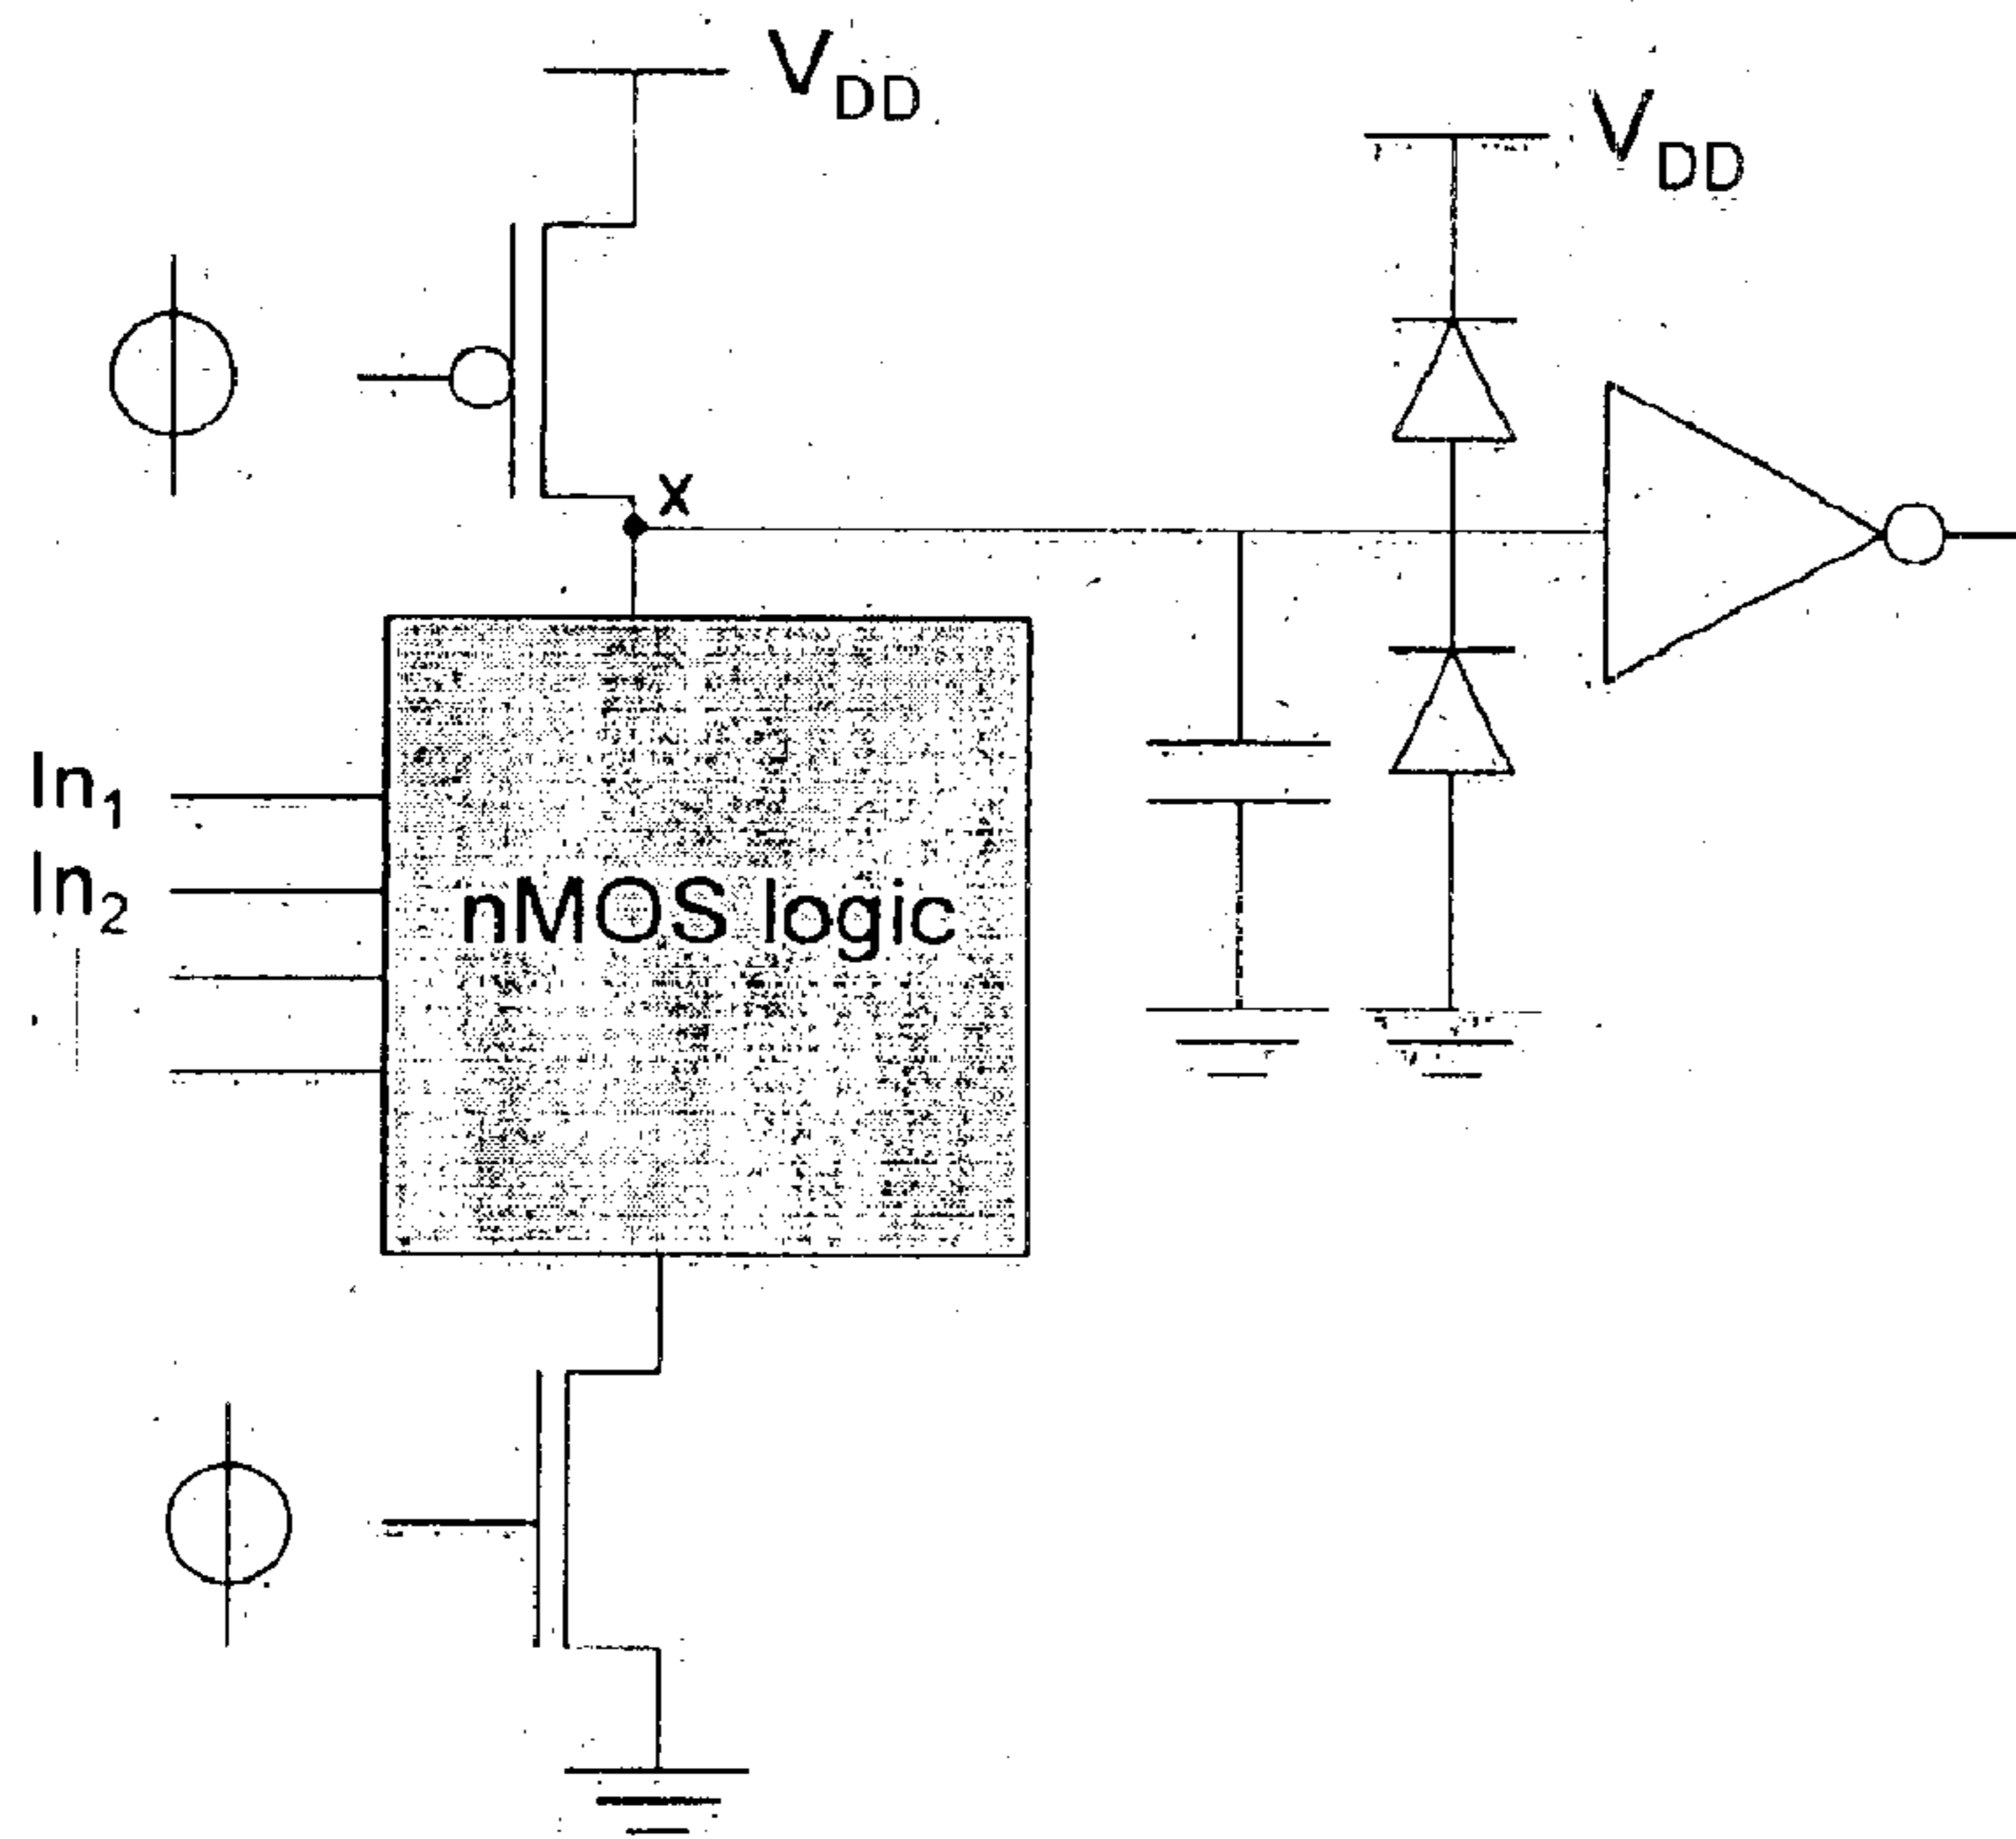 V_DD
V_DD
Φ
x
In_1
In_2
nMOS logic
Φ